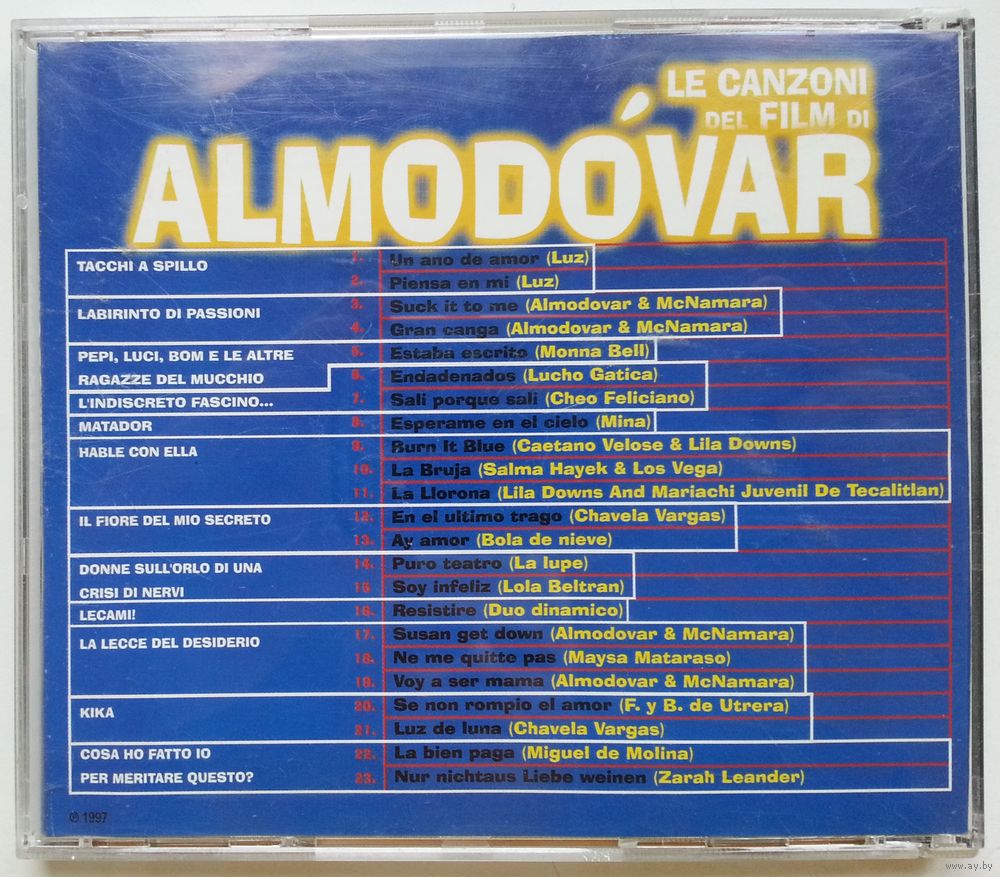 LE CANZONI
DEL FILM DI
ALMODÓVAR
TACCHI A SPILLO
1. Un ano de amor (Luz)
2. Piensa en mi (Luz)
LABIRINTO DI PASSIONI
3. Suck it to me (Almodovar & McNamara)
4. Gran canga (Almodovar & McNamara)
PEPI, LUCI, BOM E LE ALTRE
RAGAZZE DEL MUCCHIO
5. Estaba escrito (Monna Bell)
L'INDISCRETO FASCINO...
6. Endadenados (Lucho Gatica)
7. Sali porque sali (Cheo Feliciano)
MATADOR
8. Esperame en el cielo (Mina)
HABLE CON ELLA
9. Burn It Blue (Caetano Velose & Lila Downs)
10. La Bruja (Salma Hayek & Los Vega)
11. La Llorona (Lila Downs And Mariachi Juvenil De Tecalitlan)
IL FIORE DEL MIO SECRETO
12. En el ultimo trago (Chavela Vargas)
13. Ay amor (Bola de nieve)
DONNE SULL'ORLO DI UNA
CRISI DI NERVI
14. Puro teatro (La lupe)
15. Soy infeliz (Lola Beltran)
LECAMI!
16. Resistire (Duo dinamico)
LA LECCE DEL DESIDERIO
17. Susan get down (Almodovar & McNamara)
18. Ne me quitte pas (Maysa Mataraso)
19. Voy a ser mama (Almodovar & McNamara)
KIKA
20. Se non rompio el amor (F. y B. de Utrera)
21. Luz de luna (Chavela Vargas)
COSA HO FATTO IO
PER MERITARE QUESTO?
22. La bien paga (Miguel de Molina)
23. Nur nichtaus Liebe weinen (Zarah Leander)
℗ 1997
www.ay.by